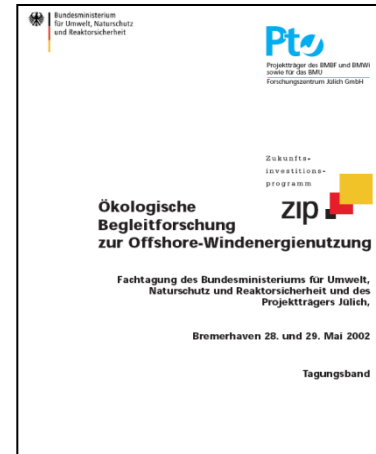 Bundesministerium
für Umwelt, Naturschutz
und Reaktorsicherheit
Ptj
Projektträger des BMBF und BMWi
sowie für das BMU
Forschungszentrum Jülich GmbH
Zukunfts-
investitions-
programm
zip
Ökologische
Begleitforschung
zur Offshore-Windenergienutzung
Fachtagung des Bundesministeriums für Umwelt,
Naturschutz und Reaktorsicherheit und des
Projektträgers Jülich,
Bremerhaven 28. und 29. Mai 2002
Tagungsband